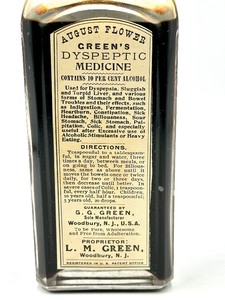 AUGUST FLOWER
GREEN'S
DYSPEPTIC
MEDICINE
CONTAINS 10 PER CENT ALCOHOL
Used for Dyspepsia, Sluggish
and Torpid Liver, and various
forms of Stomach and Bowel
Troubles and their effects, such
as Indigestion, Fermentation,
Heartburn, Constipation, Sick
Headache, Biliousness, Sour
Stomach, Sick Stomach, Pal-
pitation, Colic, and especially
useful after Excessive use of
Alcoholic Stimulants or Heavy
Eating.
DIRECTIONS.
Teaspoonful to a tablespoon-
ful, in sugar and water, three
times a day, between meals, or
on going to bed. For Bilious-
ness, same as above until it
moves the bowels once or twice
daily, for two or three days,
then decrease until better. In
severe cases of Colic, 3 teaspoon-
ful every half hour. Children,
10 years old, half a teaspoonful.
5 years old, 10 drops.
GUARANTEED BY
G. G. GREEN,
Sole Manufacturer
Woodbury, N. J., U.S.A.
To be Pure, Wholesome
and Free from Adulteration.
PROPRIETOR:
L. M. GREEN,
Woodbury, N. J.
REGISTERED IN U. S. PATENT OFFICE